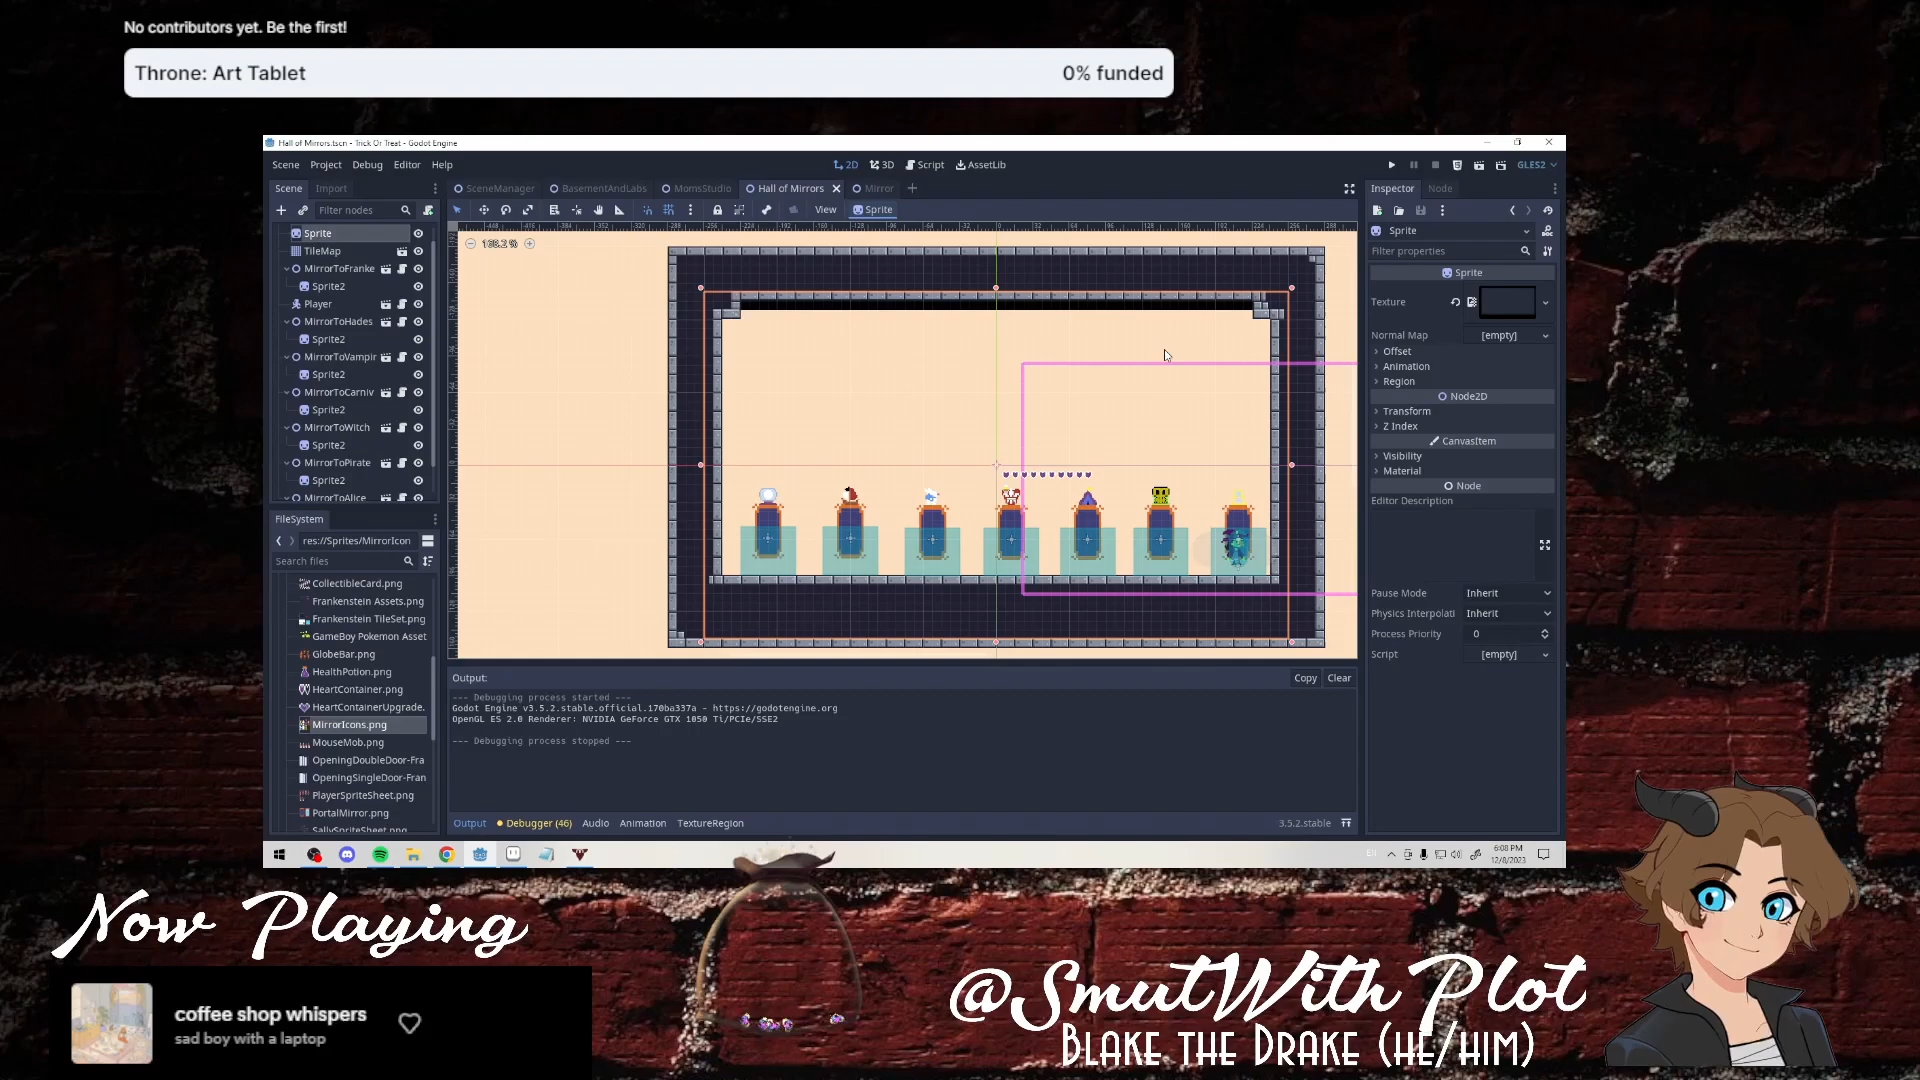 No contributors yet. Be the first!
Throne: Art Tablet
0% funded
Hall of Mirrors.tscn - Trick Or Treat - Godot Engine
Scene Project Debug Editor Help
2D 3D Script AssetLib
GLES2
Scene Import
SceneManager BasementAndLabs MomsStudio Hall of Mirrors Mirror
Inspector Node
Filter nodes
View Sprite
Sprite
TileMap
MirrorToFranke
Sprite2
Player
MirrorToHades
Sprite2
MirrorToVampir
Sprite2
MirrorToCarniv
Sprite2
MirrorToWitch
Sprite2
MirrorToPirate
Sprite2
MirrorToAlice
FileSystem
res://Sprites/MirrorIcon
Search files
CollectibleCard.png
Frankenstein Assets.png
Frankenstein TileSet.png
GameBoy Pokemon Asset
GlobeBar.png
HealthPotion.png
HeartContainer.png
HeartContainerUpgrade.
MirrorIcons.png
MouseMob.png
OpeningDoubleDoor-Fra
OpeningSingleDoor-Fran
PlayerSpriteSheet.png
PortalMirror.png
SallySpriteSheet.png
Sprite
Filter properties
Sprite
Texture
Normal Map [empty]
Offset
Animation
Region
Node2D
Transform
Z Index
CanvasItem
Visibility
Material
Node
Editor Description
Pause Mode Inherit
Physics Interpolati Inherit
Process Priority 0
Script [empty]
Output:
Copy Clear
--- Debugging process started ---
Godot Engine v3.5.2.stable.official.170ba337a - https://godotengine.org
OpenGL ES 2.0 Renderer: NVIDIA GeForce GTX 1050 Ti/PCIe/SSE2
--- Debugging process stopped ---
Output Debugger (46) Audio Animation TextureRegion
3.5.2.stable
6:08 PM
12/8/2023
Now Playing
coffee shop whispers
sad boy with a laptop
@SmutWithPlot
Blake the Drake (he/him)